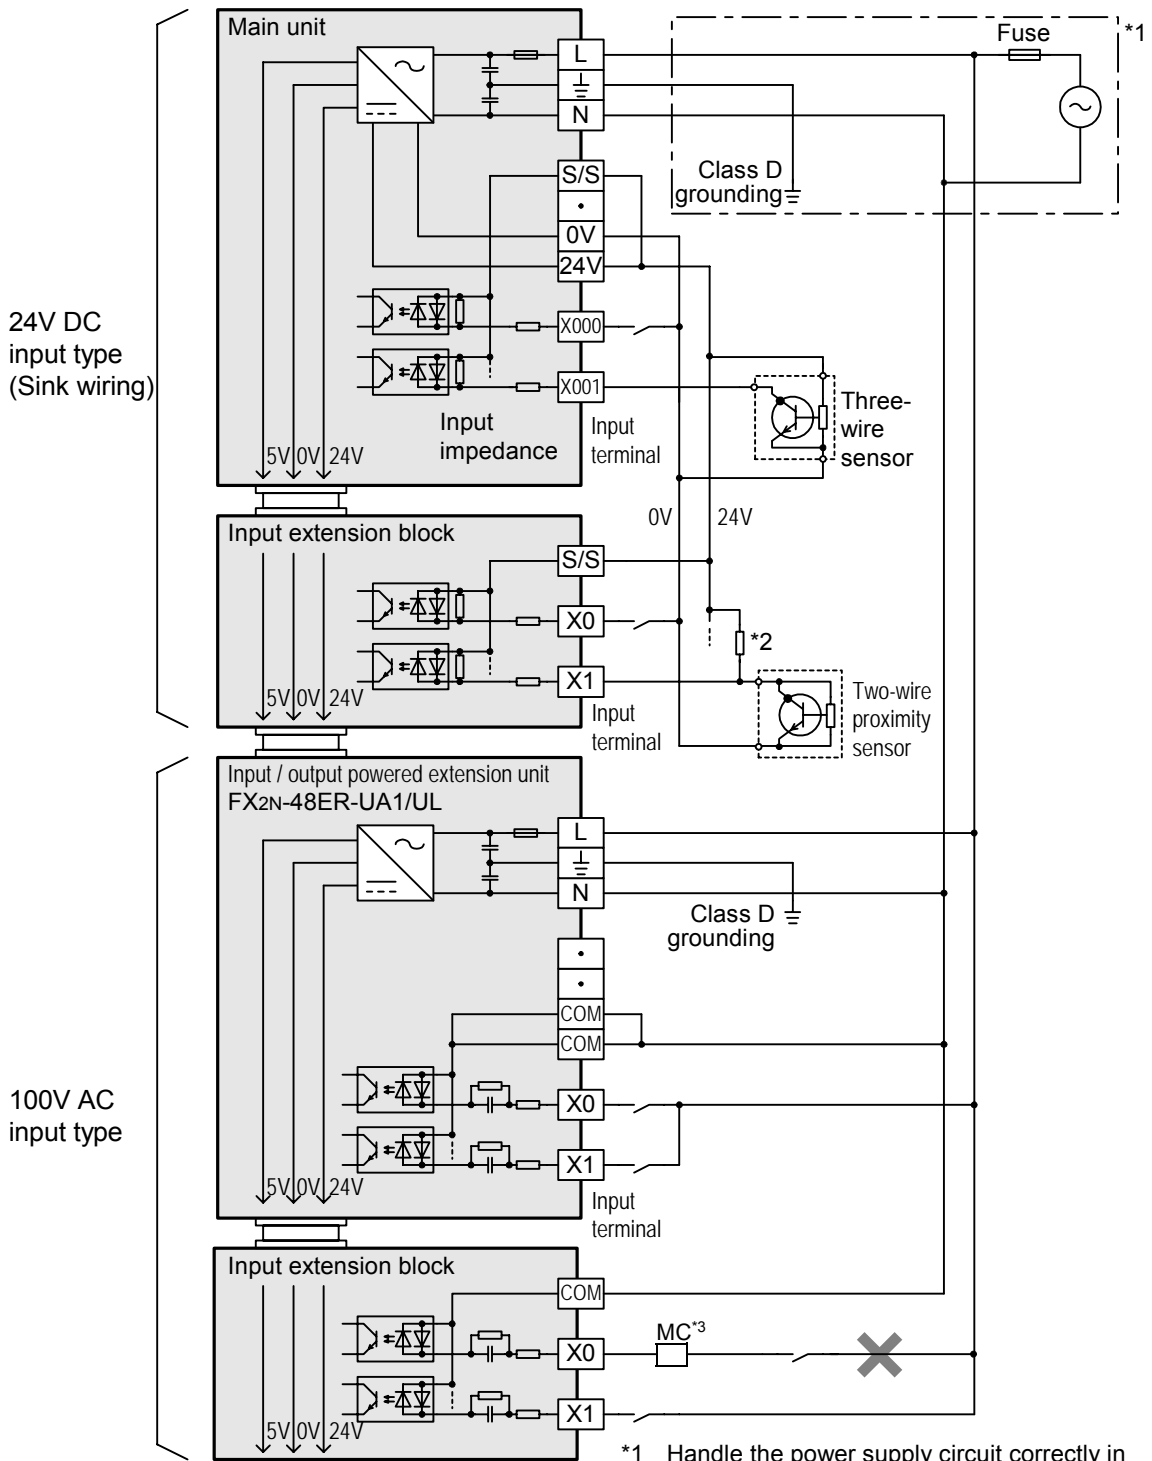 Main unit
Fuse
*1
L
N
Class D
grounding
S/S
0V
24V
24V DC
input type
(Sink wiring)
X000
X001
Input
impedance
Input
terminal
Three-
wire
sensor
5V 0V 24V
0V 24V
Input extension block
S/S
X0
*2
X1
Two-wire
proximity
sensor
5V 0V 24V
Input
terminal
Input / output powered extension unit
FX2N-48ER-UA1/UL
L
N
Class D
grounding
COM
COM
100V AC
input type
X0
X1
5V 0V 24V
Input
terminal
Input extension block
COM
MC*3
X0
X1
5V 0V 24V
*1 Handle the power supply circuit correctly in